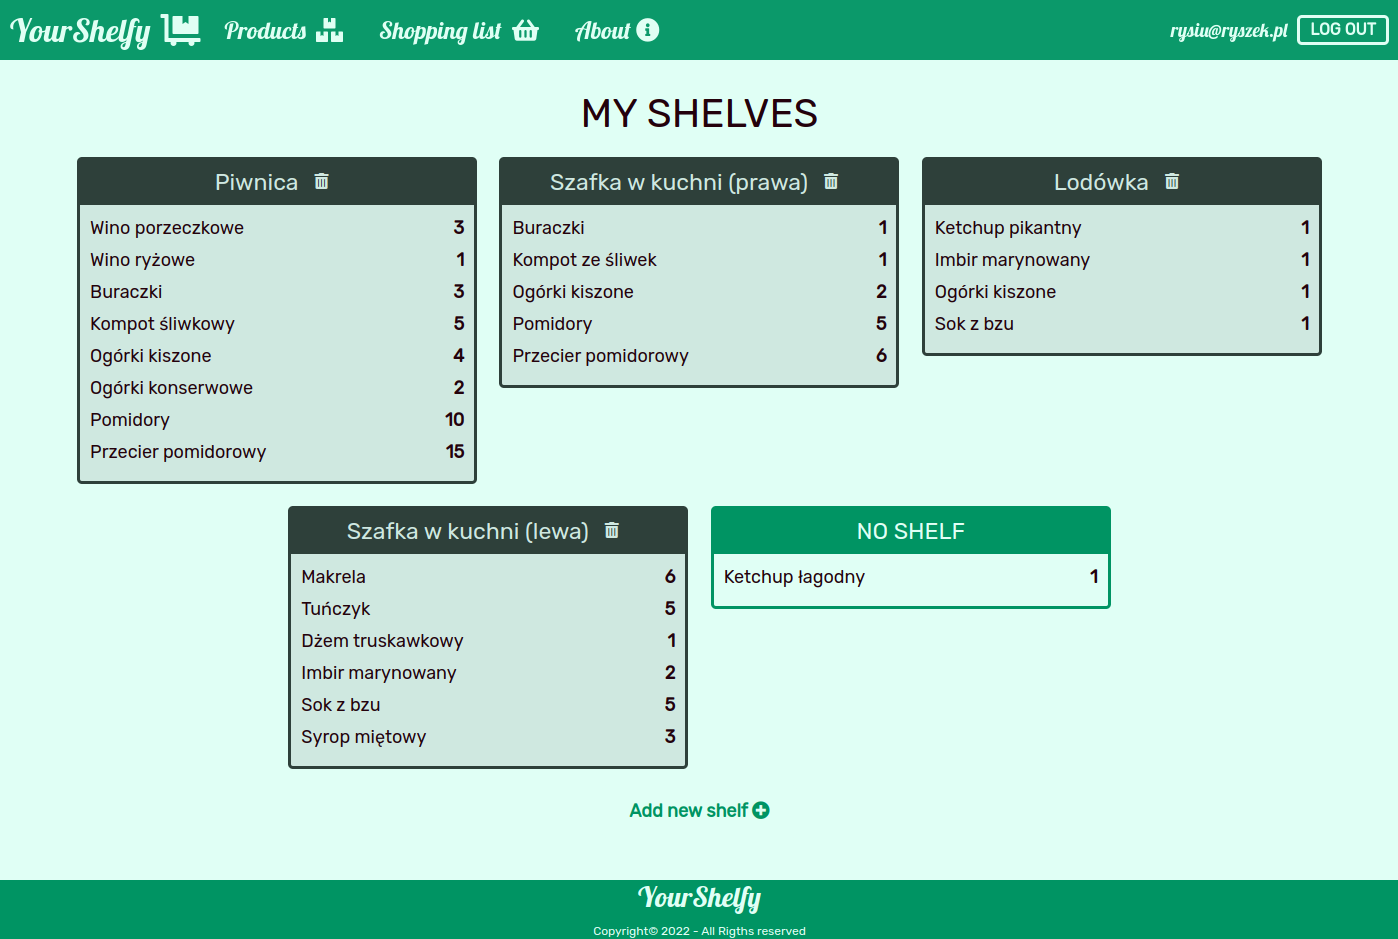 YourShelfy Products Shopping list About rysiu@ryszek.pl LOG OUT
MY SHELVES
Piwnica
Wino porzeczkowe 3
Wino ryżowe 1
Buraczki 3
Kompot śliwkowy 5
Ogórki kiszone 4
Ogórki konserwowe 2
Pomidory 10
Przecier pomidorowy 15
Szafka w kuchni (prawa)
Buraczki 1
Kompot ze śliwek 1
Ogórki kiszone 2
Pomidory 5
Przecier pomidorowy 6
Lodówka
Ketchup pikantny 1
Imbir marynowany 1
Ogórki kiszone 1
Sok z bzu 1
Szafka w kuchni (lewa)
Makrela 6
Tuńczyk 5
Dżem truskawkowy 1
Imbir marynowany 2
Sok z bzu 5
Syrop miętowy 3
NO SHELF
Ketchup łagodny 1
Add new shelf
YourShelfy
Copyright© 2022 - All Rigths reserved